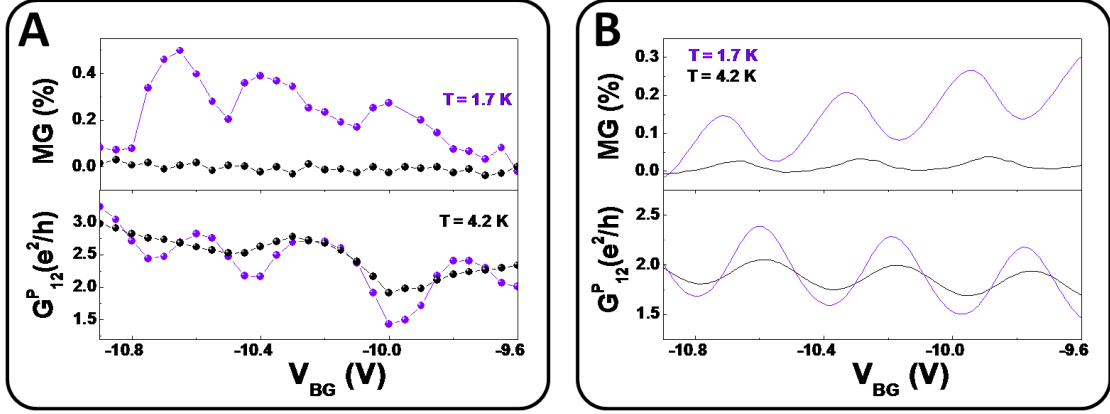 A
0.4
0.2
0.0
MG (%)
T = 1.7 K
3.0
2.5
2.0
1.5
G^P_12(e^2/h)
T = 4.2 K
-10.8
-10.4
-10.0
-9.6
V_BG (V)
B
0.3
0.2
0.1
0.0
MG (%)
T = 1.7 K
T = 4.2 K
2.5
2.0
1.5
G^P_12(e^2/h)
-10.8
-10.4
-10.0
-9.6
V_BG (V)